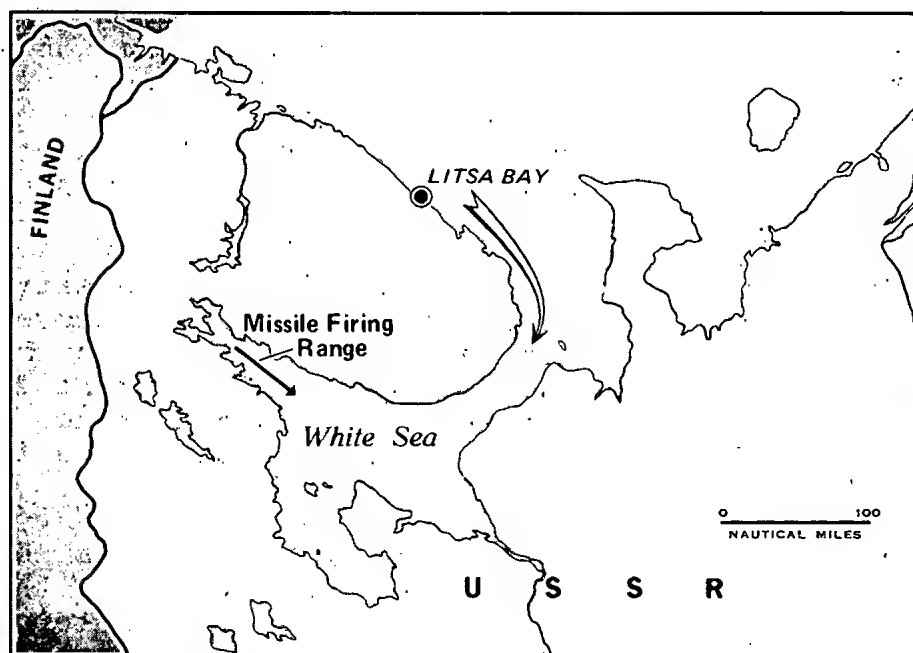 FINLAND
LITSA BAY
Missile Firing
Range
White Sea
0 100
NAUTICAL MILES
U S S R